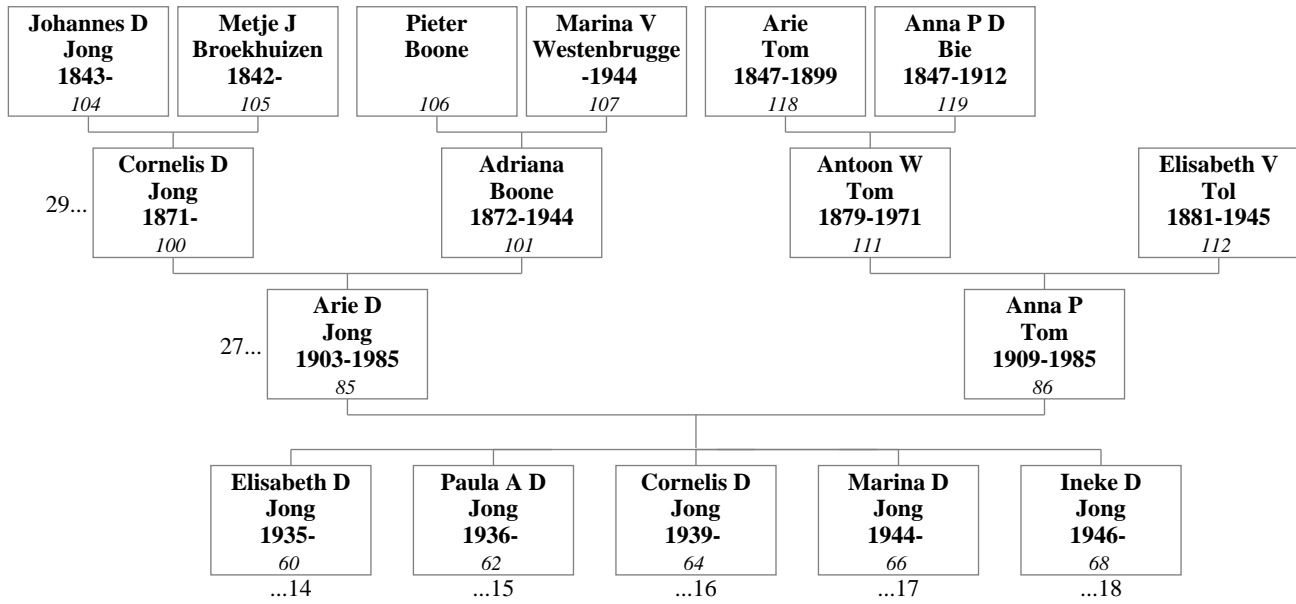 Johannes D
Jong
1843-
104
Metje J
Broekhuizen
1842-
105
Pieter
Boone
106
Marina V
Westenbrugge
-1944
107
Arie
Tom
1847-1899
118
Anna P D
Bie
1847-1912
119
29...
Cornelis D
Jong
1871-
100
Adriana
Boone
1872-1944
101
Antoon W
Tom
1879-1971
111
Elisabeth V
Tol
1881-1945
112
27...
Arie D
Jong
1903-1985
85
Anna P
Tom
1909-1985
86
Elisabeth D
Jong
1935-
60
...14
Paula A D
Jong
1936-
62
...15
Cornelis D
Jong
1939-
64
...16
Marina D
Jong
1944-
66
...17
Ineke D
Jong
1946-
68
...18